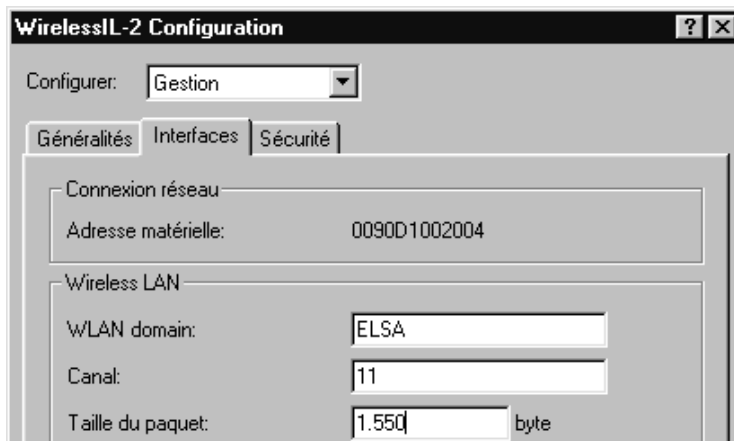 WirelessIL-2 Configuration
Configurer: Gestion
Généralités Interfaces Sécurité
Connexion réseau
Adresse matérielle: 0090D1002004
Wireless LAN
WLAN domain: ELSA
Canal: 11
Taille du paquet: 1.550 byte